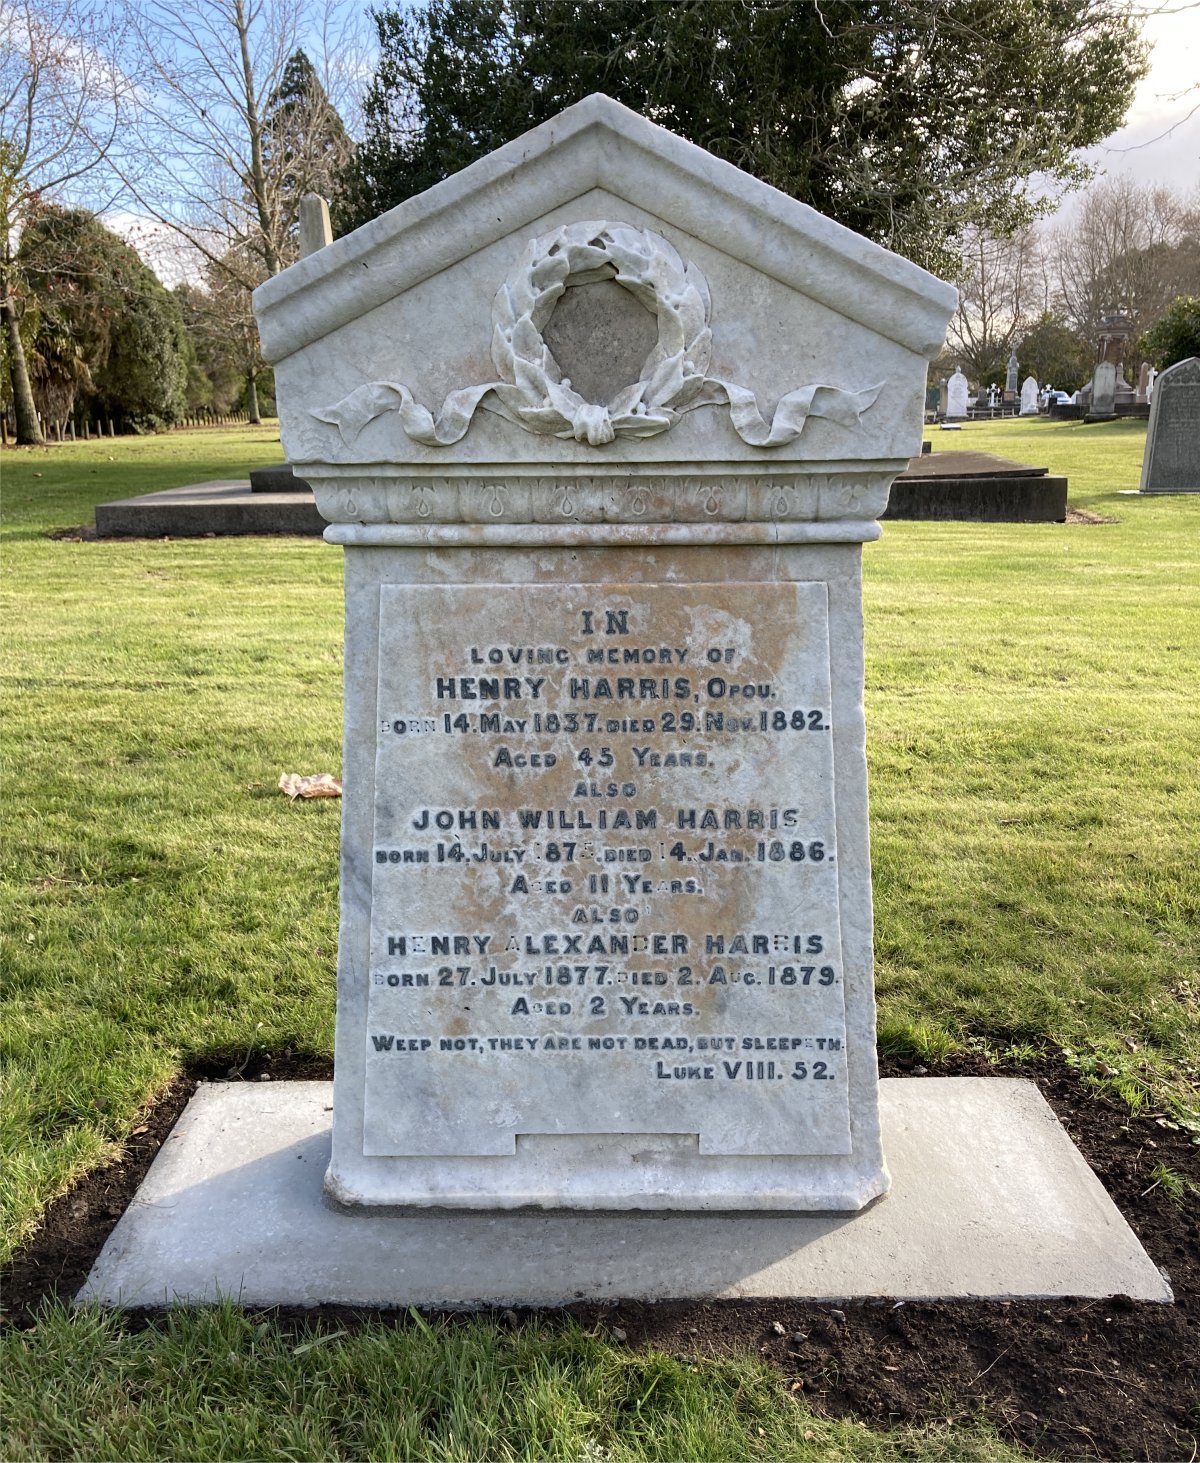 IN
LOVING MEMORY OF
HENRY HARRIS, OPOU.
BORN 14. MAY 1837. DIED 29. NOV. 1882.
AGED 45 YEARS.
ALSO
JOHN WILLIAM HARRIS
BORN 14. JULY DIED 14. JAN. 1886.
AGED 11 YEARS.
ALSO
HENRY ALEXANDER HARRIS
BORN 27. JULY 1877. DIED 2. AUG. 1879.
AGED 2 YEARS.
WEEP NOT, THEY ARE NOT DEAD, BUT SLEEPETH.
LUKE VIII. 52.